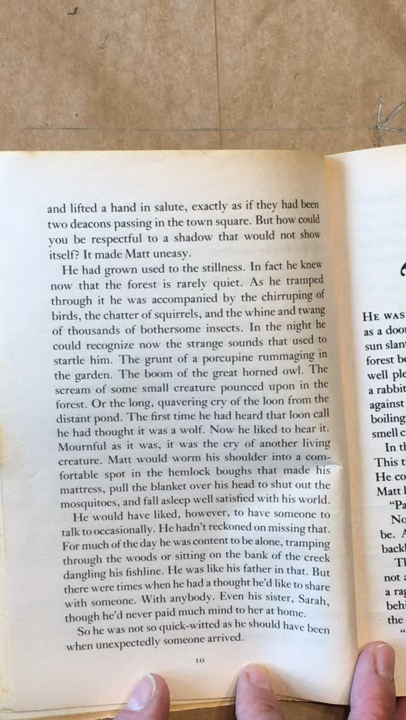 and lifted a hand in salute, exactly as if they had been
two deacons passing in the town square. But how could
you be respectful to a shadow that would not show
itself? It made Matt uneasy.
He had grown used to the stillness. In fact he knew
now that the forest is rarely quiet. As he tramped
through it he was accompanied by the chirruping of
birds, the chatter of squirrels, and the whine and twang
of thousands of bothersome insects. In the night he
could recognize now the strange sounds that used to
startle him. The grunt of a porcupine rummaging in
the garden. The boom of the great horned owl. The
scream of some small creature pounced upon in the
forest. Or the long, quavering cry of the loon from the
distant pond. The first time he had heard that loon call
he had thought it was a wolf. Now he liked to hear it.
Mournful as it was, it was the cry of another living
creature. Matt would worm his shoulder into a com-
fortable spot in the hemlock boughs that made his
mattress, pull the blanket over his head to shut out the
mosquitoes, and fall asleep well satisfied with his world.
He would have liked, however, to have someone to
talk to occasionally. He hadn't reckoned on missing that.
For much of the day he was content to be alone, tramping
through the woods or sitting on the bank of the creek
dangling his fishline. He was like his father in that. But
there were times when he had a thought he'd like to share
with someone. With anybody. Even his sister, Sarah,
though he'd never paid much mind to her at home.
So he was not so quick-witted as he should have been
when unexpectedly someone arrived.
10
HE WAS
as a door
sun slan
forest be
well ple
a rabbit
against
boiling
smell c
In th
This t
He co
Matt h
"Pa
No
be. A
backl
Th
not a
a rag
behi
the
"